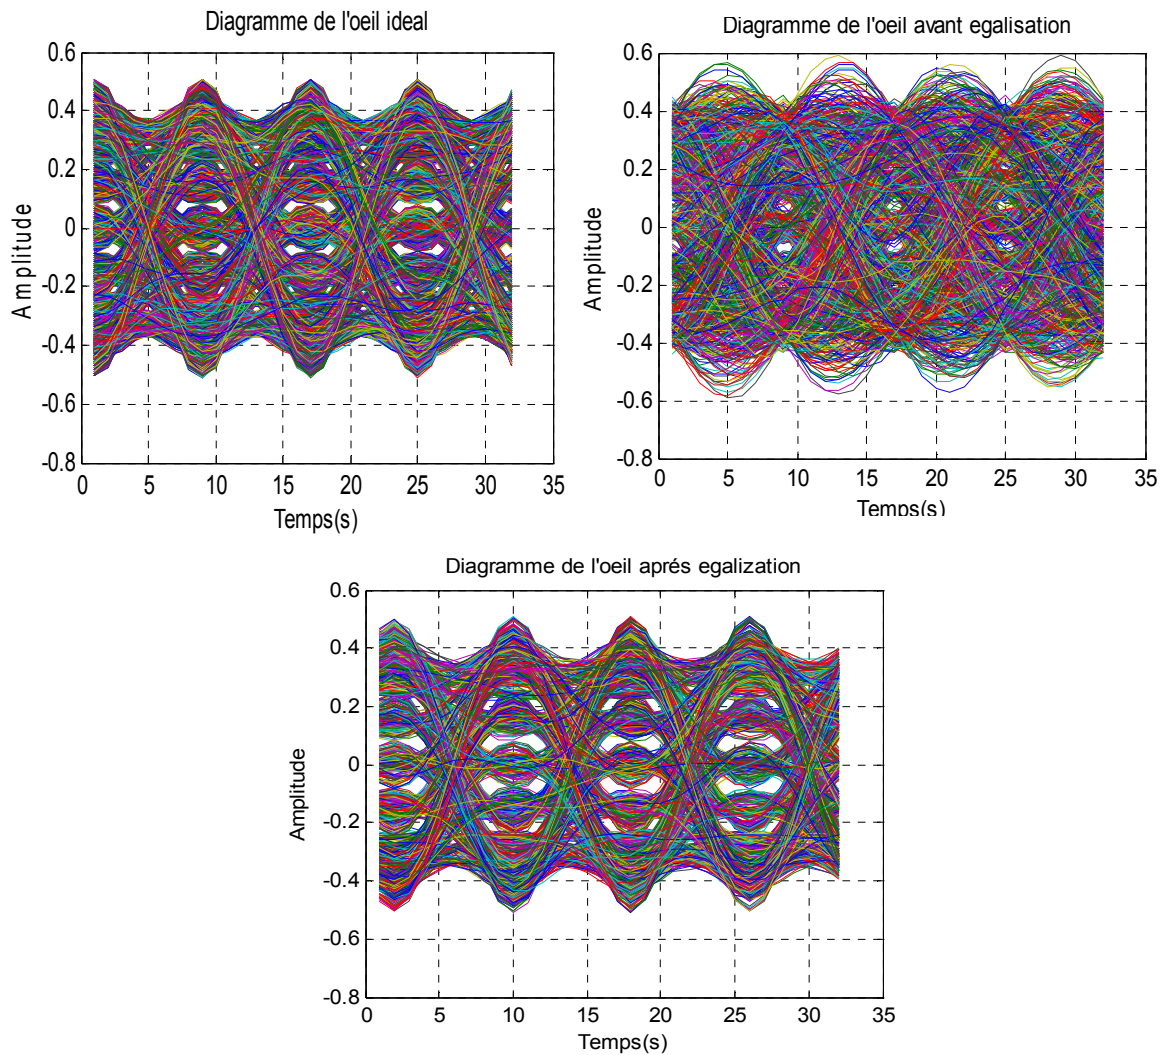 Diagramme de l'oeil ideal
0.6
0.4
0.2
0
-0.2
-0.4
-0.6
-0.8
0 5 10 15 20 25 30 35
Temps(s)
Amplitude
Diagramme de l'oeil avant egalisation
0.6
0.4
0.2
0
-0.2
-0.4
-0.6
-0.8
0 5 10 15 20 25 30 35
Temps(s)
Amplitude
Diagramme de l'oeil aprés egalization
0.6
0.4
0.2
0
-0.2
-0.4
-0.6
-0.8
0 5 10 15 20 25 30 35
Temps(s)
Amplitude